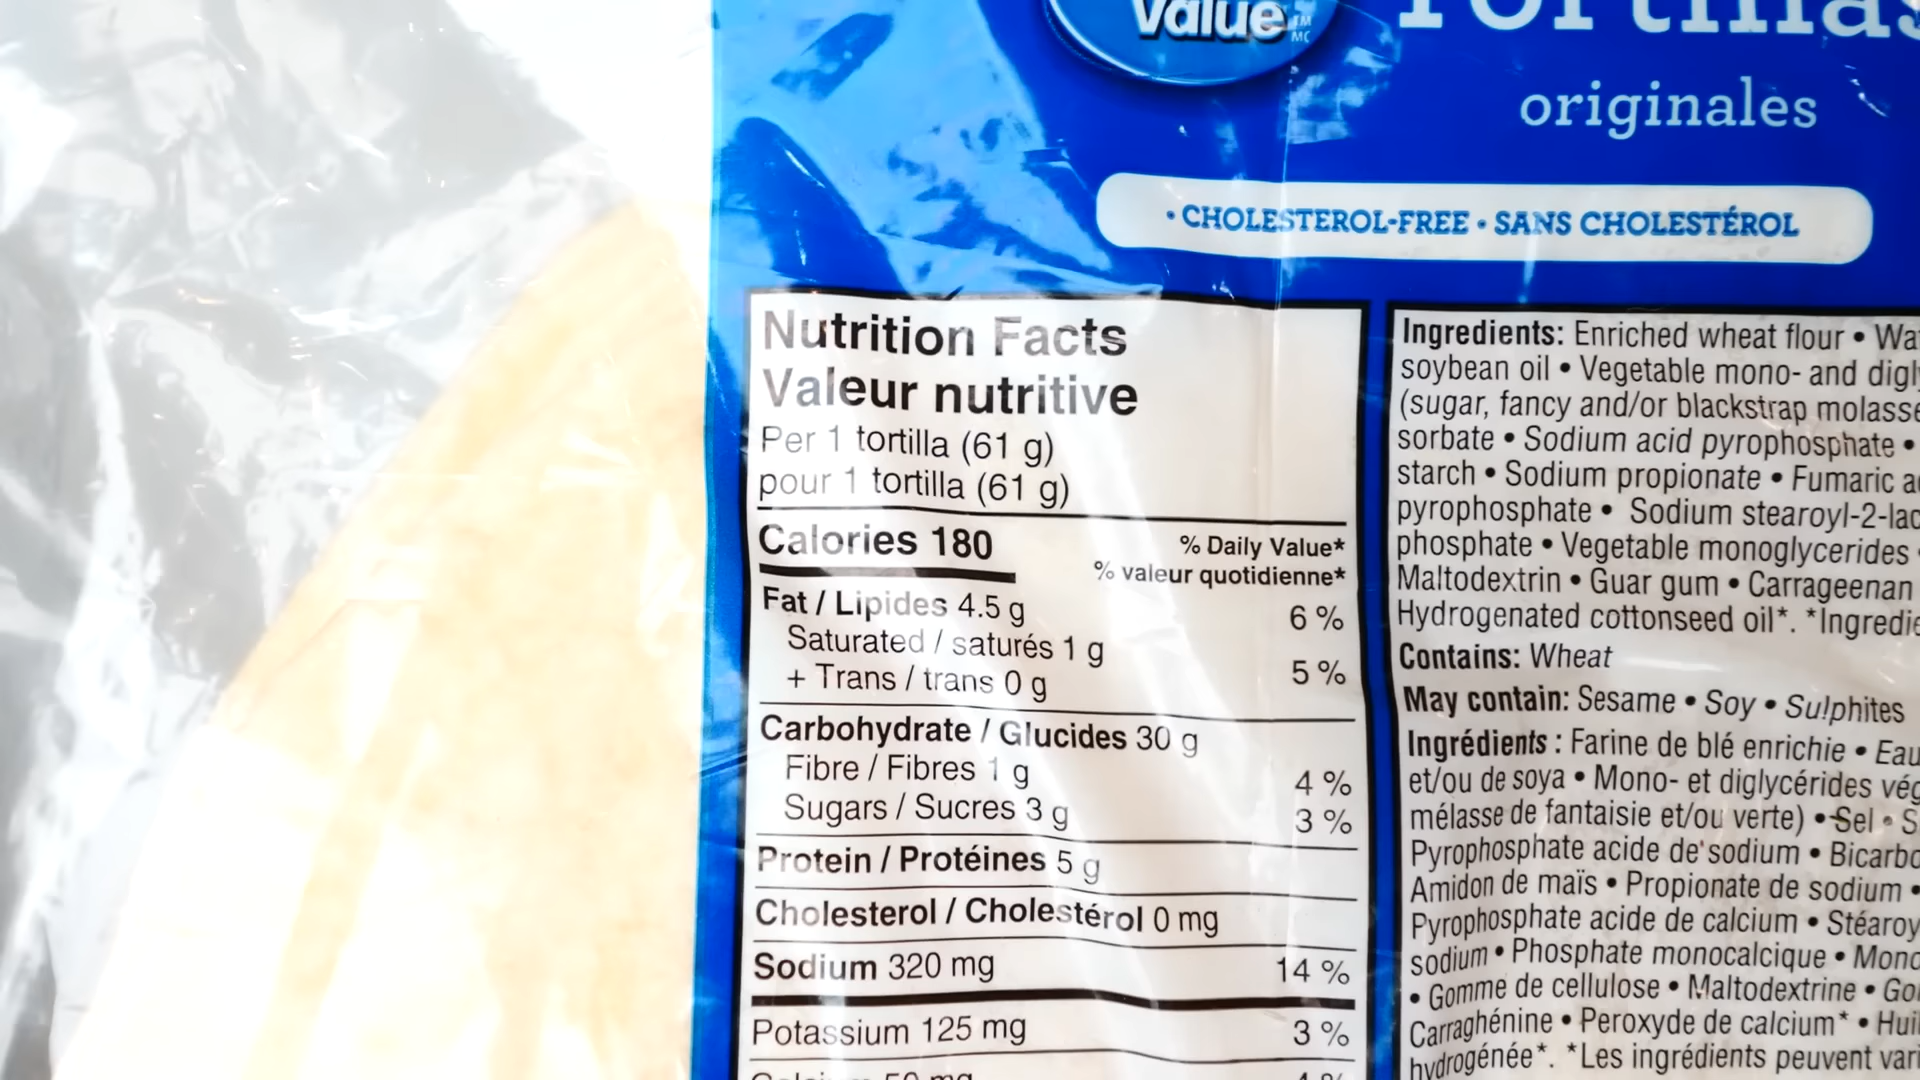 Value TM
MC
Tortillas
originales
• CHOLESTEROL-FREE • SANS CHOLESTÉROL
Nutrition Facts
Valeur nutritive
Per 1 tortilla (61 g)
pour 1 tortilla (61 g)
Calories 180
% Daily Value*
% valeur quotidienne*
Fat / Lipides 4.5 g 6 %
Saturated / saturés 1 g
+ Trans / trans 0 g
5 %
Carbohydrate / Glucides 30 g
Fibre / Fibres 1 g 4 %
Sugars / Sucres 3 g 3 %
Protein / Protéines 5 g
Cholesterol / Cholestérol 0 mg
Sodium 320 mg 14 %
Potassium 125 mg 3 %
Ingredients: Enriched wheat flour •
soybean oil • Vegetable mono- and
(sugar, fancy and/or blackstrap
sorbate • Sodium acid pyrophosphate •
starch • Sodium propionate • Fumaric
pyrophosphate • Sodium
phosphate • Vegetable monoglycerides •
Maltodextrin • Guar gum • Carrageenan
Hydrogenated cottonseed oil*.
Contains: Wheat
May contain: Sesame • Soy • Sulphites
Ingrédients : Farine de blé enrichie • Eau
et/ou de soya • Mono- et diglycérides
mélasse de fantaisie et/ou verte) • Sel •
Pyrophosphate acide de sodium •
Amidon de maïs • Propionate de sodium •
Pyrophosphate acide de calcium •
sodium • Phosphate monocalcique •
• Gomme de cellulose • Maltodextrine •
Carraghénine • Peroxyde de calcium* •
hydrogénée*. *Les ingrédients peuvent